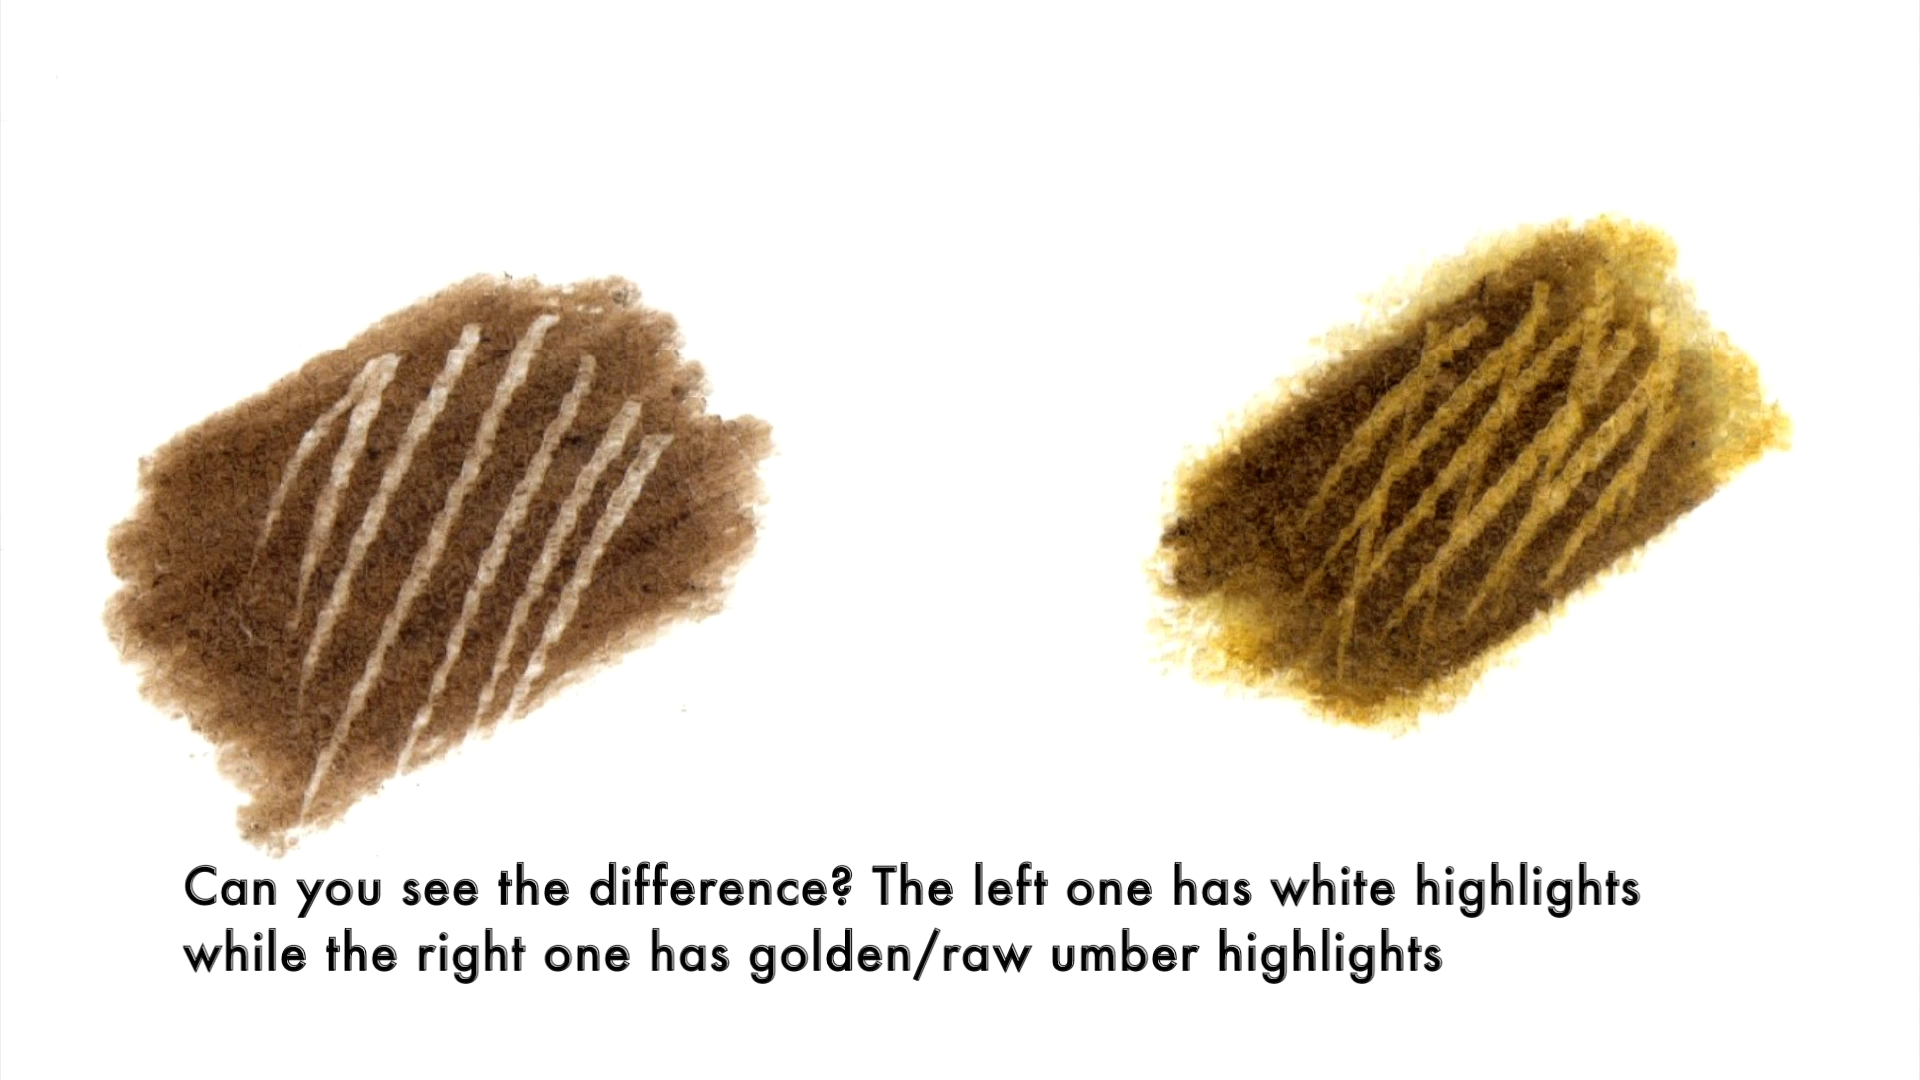 Can you see the difference? The left one has white highlights
while the right one has golden/raw umber highlights